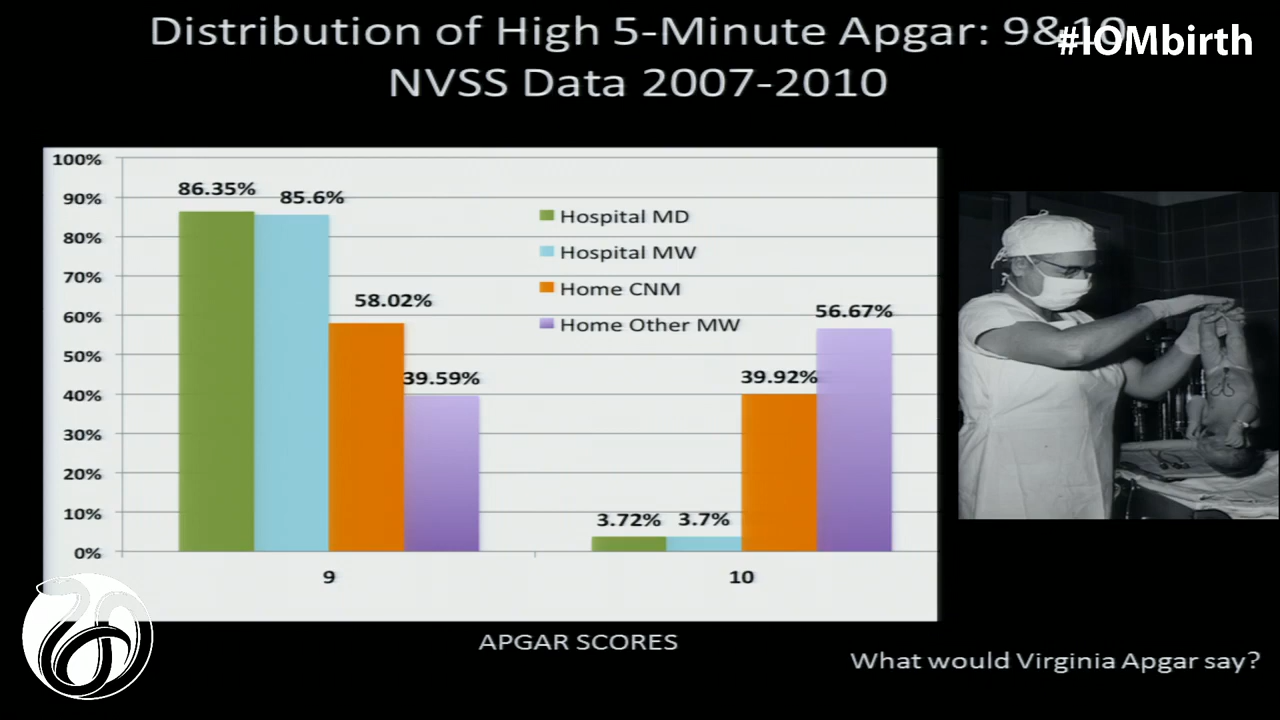 Distribution of High 5-Minute Apgar: 9&10
#IOMbirth
NVSS Data 2007-2010
100%
90%
80%
70%
60%
50%
40%
30%
20%
10%
0%
86.35%
85.6%
58.02%
39.59%
3.72%
3.7%
39.92%
56.67%
Hospital MD
Hospital MW
Home CNM
Home Other MW
9
10
APGAR SCORES
What would Virginia Apgar say?